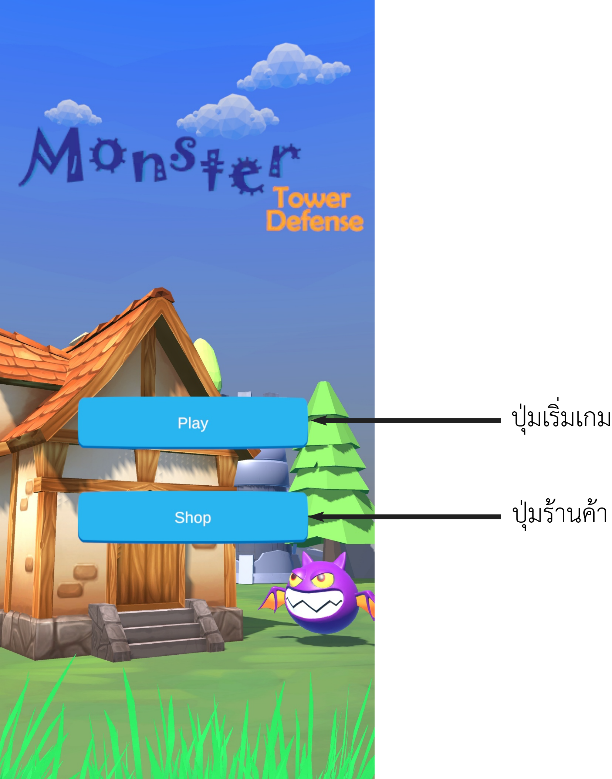 Monster
Tower
Defense
Play
ปุ่มเริ่มเกม
Shop
ปุ่มร้านค้า